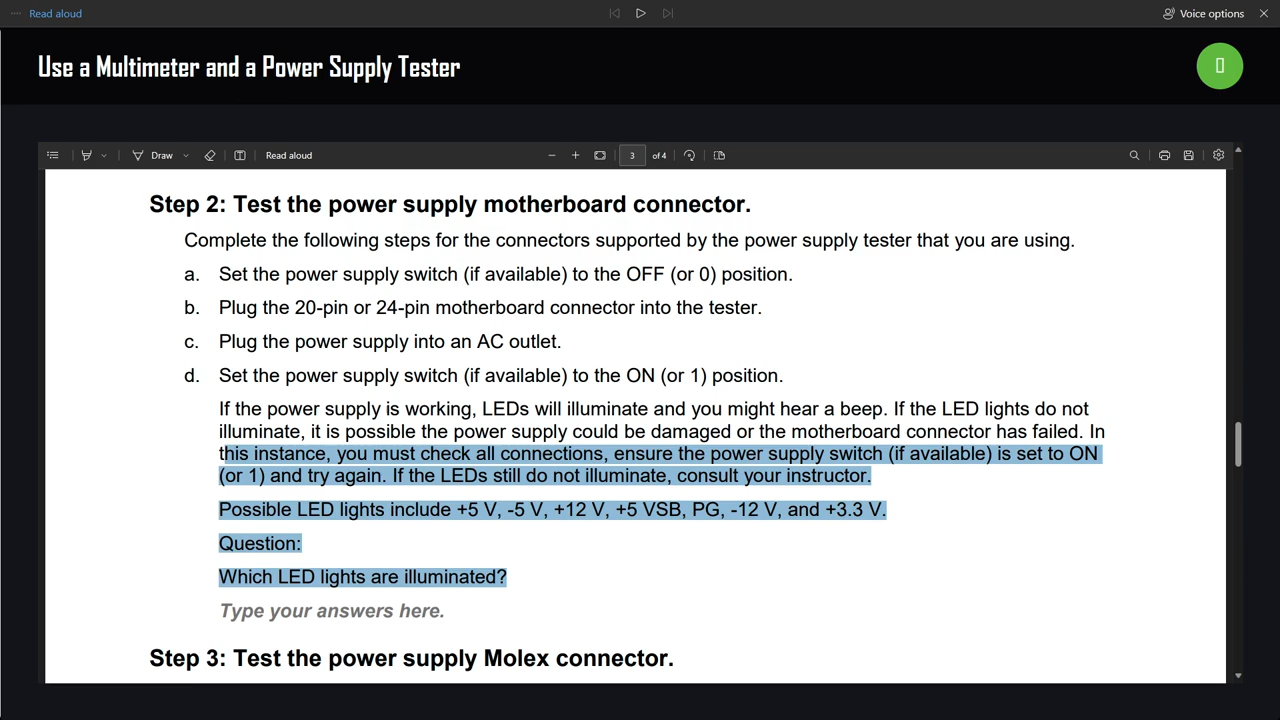 Read aloud
Voice options
Use a Multimeter and a Power Supply Tester
Draw
Read aloud
3 of 4
Step 2: Test the power supply motherboard connector.
Complete the following steps for the connectors supported by the power supply tester that you are using.
a. Set the power supply switch (if available) to the OFF (or 0) position.
b. Plug the 20-pin or 24-pin motherboard connector into the tester.
c. Plug the power supply into an AC outlet.
d. Set the power supply switch (if available) to the ON (or 1) position.
If the power supply is working, LEDs will illuminate and you might hear a beep. If the LED lights do not
illuminate, it is possible the power supply could be damaged or the motherboard connector has failed. In
this instance, you must check all connections, ensure the power supply switch (if available) is set to ON
(or 1) and try again. If the LEDs still do not illuminate, consult your instructor.
Possible LED lights include +5 V, -5 V, +12 V, +5 VSB, PG, -12 V, and +3.3 V.
Question:
Which LED lights are illuminated?
Type your answers here.
Step 3: Test the power supply Molex connector.